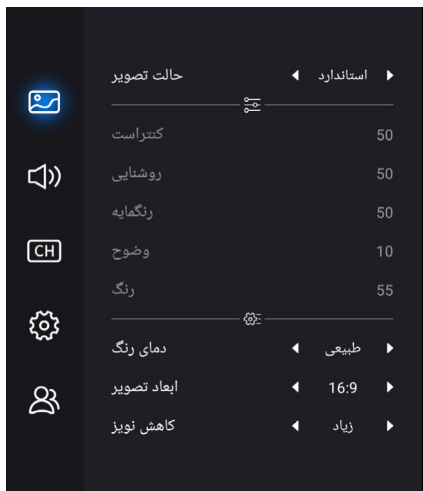 حالت تصویر استاندارد
کنتراست 50
روشنایی 50
رنگمایه 50
CH
وضوح 10
رنگ 55
دمای رنگ طبیعی
ابعاد تصویر 16:9
کاهش نویز زیاد